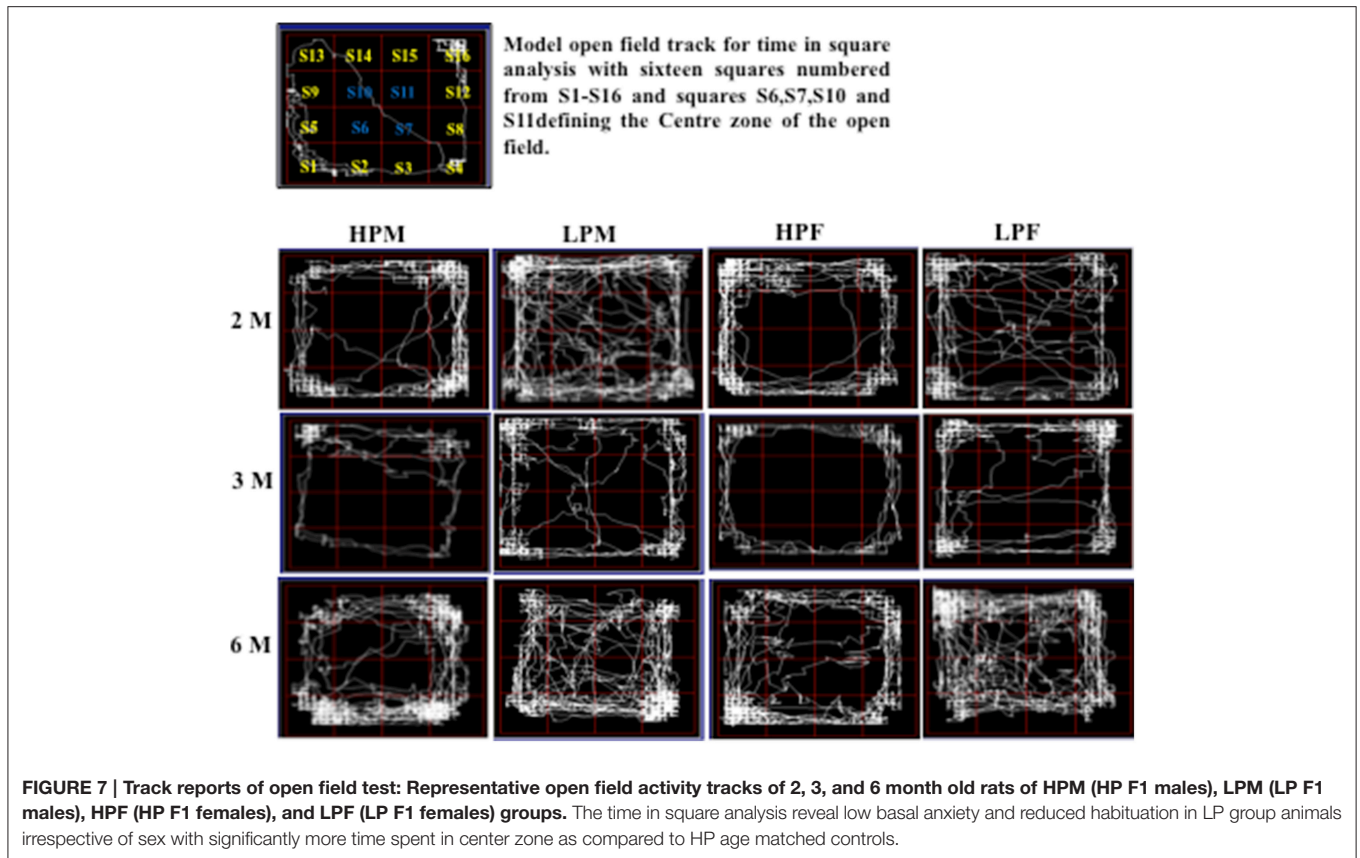 S13 S14 S15 S16
S9 S10 S11 S12
S5 S6 S7 S8
S1 S2 S3 S4
Model open field track for time in square
analysis with sixteen squares numbered
from S1-S16 and squares S6,S7,S10 and
S11defining the Centre zone of the open
field.
HPM LPM HPF LPF
2 M
3 M
6 M
FIGURE 7 | Track reports of open field test: Representative open field activity tracks of 2, 3, and 6 month old rats of HPM (HP F1 males), LPM (LP F1
males), HPF (HP F1 females), and LPF (LP F1 females) groups. The time in square analysis reveal low basal anxiety and reduced habituation in LP group animals
irrespective of sex with significantly more time spent in center zone as compared to HP age matched controls.